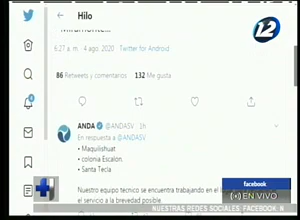 Hilo
6:27 a. m. · 4 ago. 2020 · Twitter for Android
86 Retweets y comentarios 132 Me gusta
ANDA @ANDASV · 1h
En respuesta a @ANDASV
• Maquilishuat
• colonia Escalon.
• Santa Tecla
Nuestro equipo técnico se encuentra trabajando en el
el servicio a la brevedad posible.
12
4
facebook
EN VIVO
NUESTRAS REDES SOCIALES: FACEBOOK: N